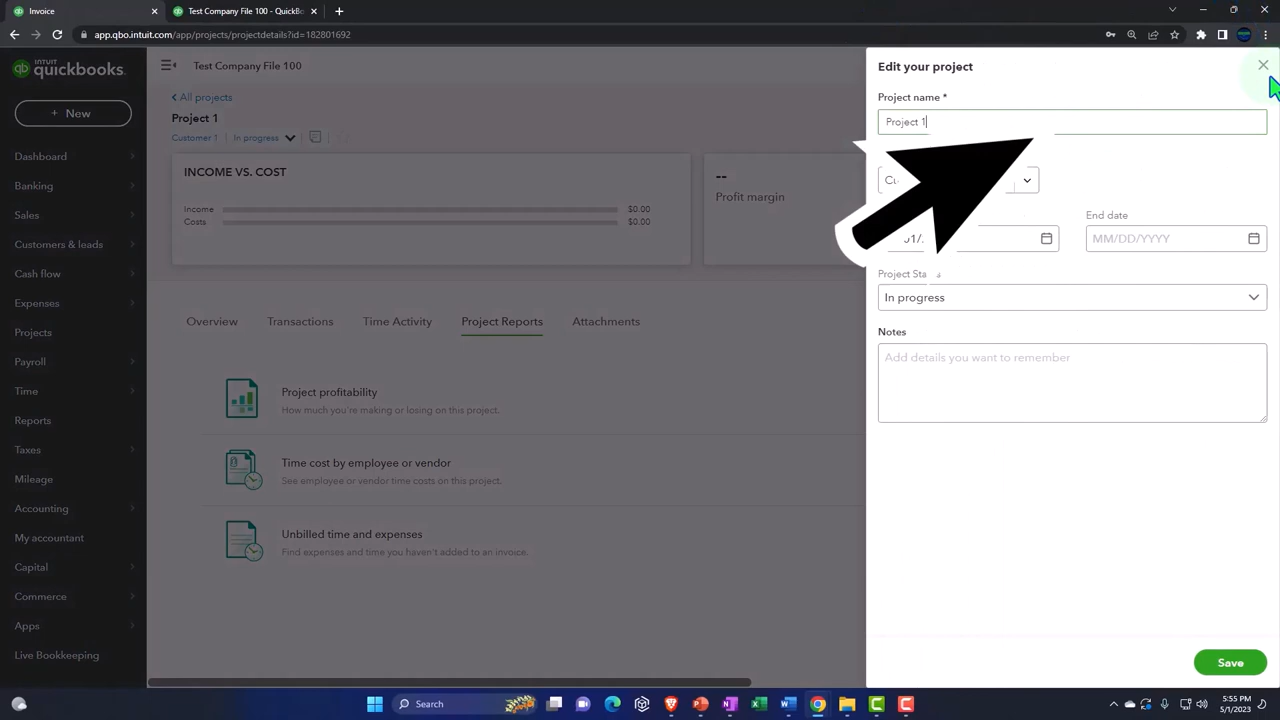 Invoice
Test Company File 100 - QuickBo
app.qbo.intuit.com/app/projects/projectdetails?id=182801692
INTUIT
quickbooks.
Test Company File 100
+ New
Dashboard
Banking
Sales
Customers & leads
Cash flow
Expenses
Projects
Payroll
Time
Reports
Taxes
Mileage
Accounting
My accountant
Capital
Commerce
Apps
Live Bookkeeping
All projects
Project 1
Customer 1 In progress
INCOME VS. COST
Income $0.00
Costs $0.00
--
Profit margin
Overview Transactions Time Activity Project Reports Attachments
Project profitability
How much you're making or losing on this project.
Time cost by employee or vendor
See employee or vendor time costs on this project.
Unbilled time and expenses
Find expenses and time you haven't added to an invoice.
Edit your project
Project name *
Project 1
End date
MM/DD/YYYY
Project
In progress
Notes
Add details you want to remember
Save
Search
5:55 PM
5/1/2023